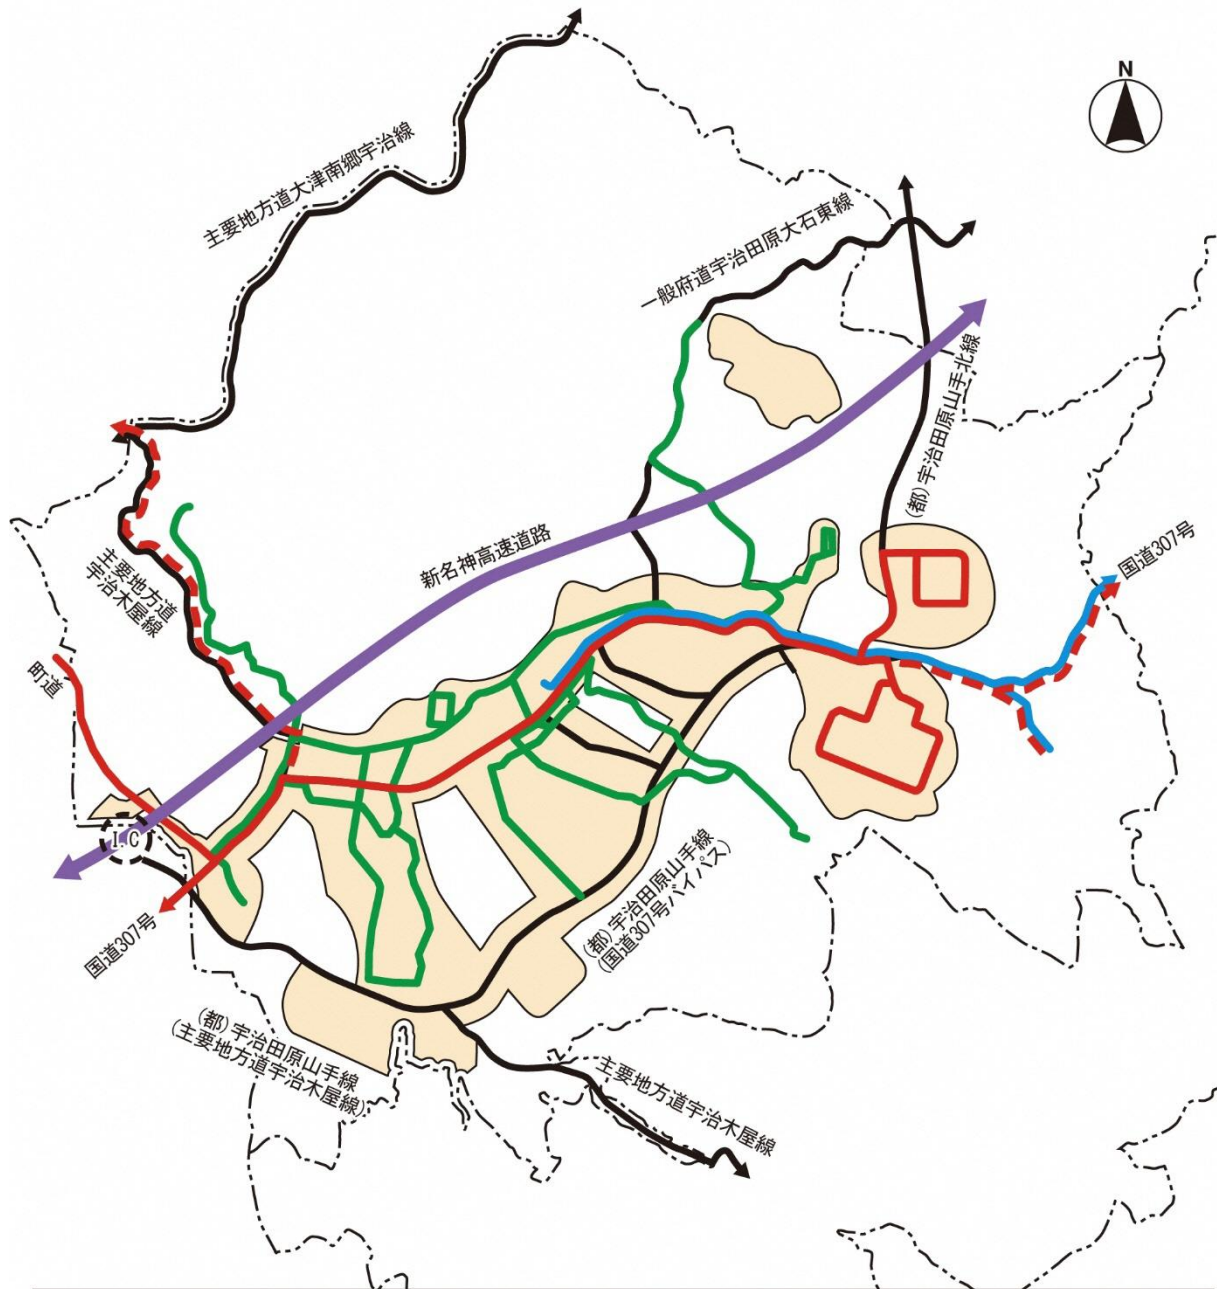 N
主要地方道大津南郷宇治線
一般府道宇治田原大石東線
(都)宇治田原山手北線
新名神高速道路
国道307号
主要地方道
宇治木屋線
町道
I.C
国道307号
(都)宇治田原山手線
(国道307号バイパス)
(都)宇治田原山手線
(主要地方道宇治木屋線)
主要地方道宇治木屋線